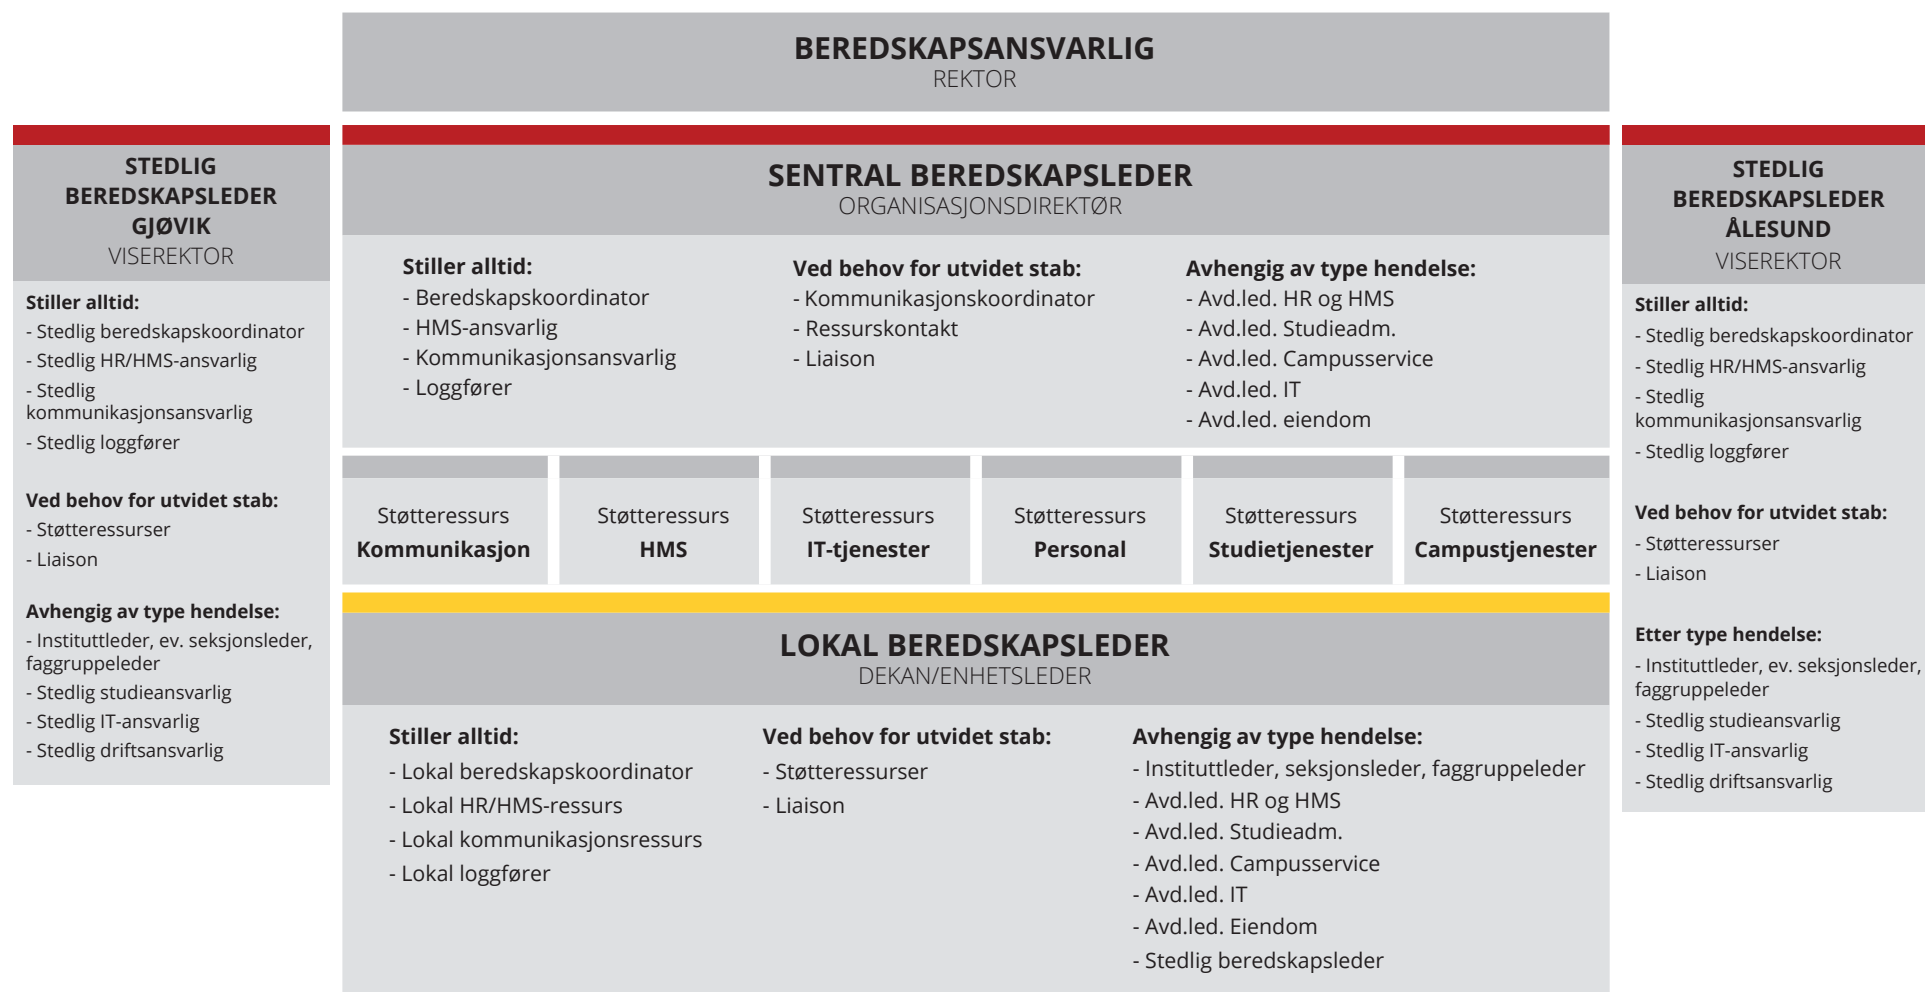 BEREDSKAPSANSVARLIG
REKTOR
STEDLIG
BEREDSKAPSLEDER
GJØVIK
VISEREKTOR
Stiller alltid:
- Stedlig beredskapskoordinator
- Stedlig HR/HMS-ansvarlig
- Stedlig
kommunikasjonsansvarlig
- Stedlig loggfører
Ved behov for utvidet stab:
- Støtteressurser
- Liaison
Avhengig av type hendelse:
- Instituttleder, ev. seksjonsleder,
faggruppeleder
- Stedlig studieansvarlig
- Stedlig IT-ansvarlig
- Stedlig driftsansvarlig
SENTRAL BEREDSKAPSLEDER
ORGANISASJONSDIREKTØR
Stiller alltid:
- Beredskapskoordinator
- HMS-ansvarlig
- Kommunikasjonsansvarlig
- Loggfører
Ved behov for utvidet stab:
- Kommunikasjonskoordinator
- Ressurskontakt
- Liaison
Avhengig av type hendelse:
- Avd.led. HR og HMS
- Avd.led. Studieadm.
- Avd.led. Campusservice
- Avd.led. IT
- Avd.led. eiendom
Støtteressurs
Kommunikasjon
Støtteressurs
HMS
Støtteressurs
IT-tjenester
Støtteressurs
Personal
Støtteressurs
Studietjenester
Støtteressurs
Campustjenester
LOKAL BEREDSKAPSLEDER
DEKAN/ENHETSLEDER
Stiller alltid:
- Lokal beredskapskoordinator
- Lokal HR/HMS-ressurs
- Lokal kommunikasjonsressurs
- Lokal loggfører
Ved behov for utvidet stab:
- Støtteressurser
- Liaison
Avhengig av type hendelse:
- Instituttleder, seksjonsleder, faggruppeleder
- Avd.led. HR og HMS
- Avd.led. Studieadm.
- Avd.led. Campusservice
- Avd.led. IT
- Avd.led. Eiendom
- Stedlig beredskapsleder
STEDLIG
BEREDSKAPSLEDER
ÅLESUND
VISEREKTOR
Stiller alltid:
- Stedlig beredskapskoordinator
- Stedlig HR/HMS-ansvarlig
- Stedlig
kommunikasjonsansvarlig
- Stedlig loggfører
Ved behov for utvidet stab:
- Støtteressurser
- Liaison
Etter type hendelse:
- Instituttleder, ev. seksjonsleder,
faggruppeleder
- Stedlig studieansvarlig
- Stedlig IT-ansvarlig
- Stedlig driftsansvarlig